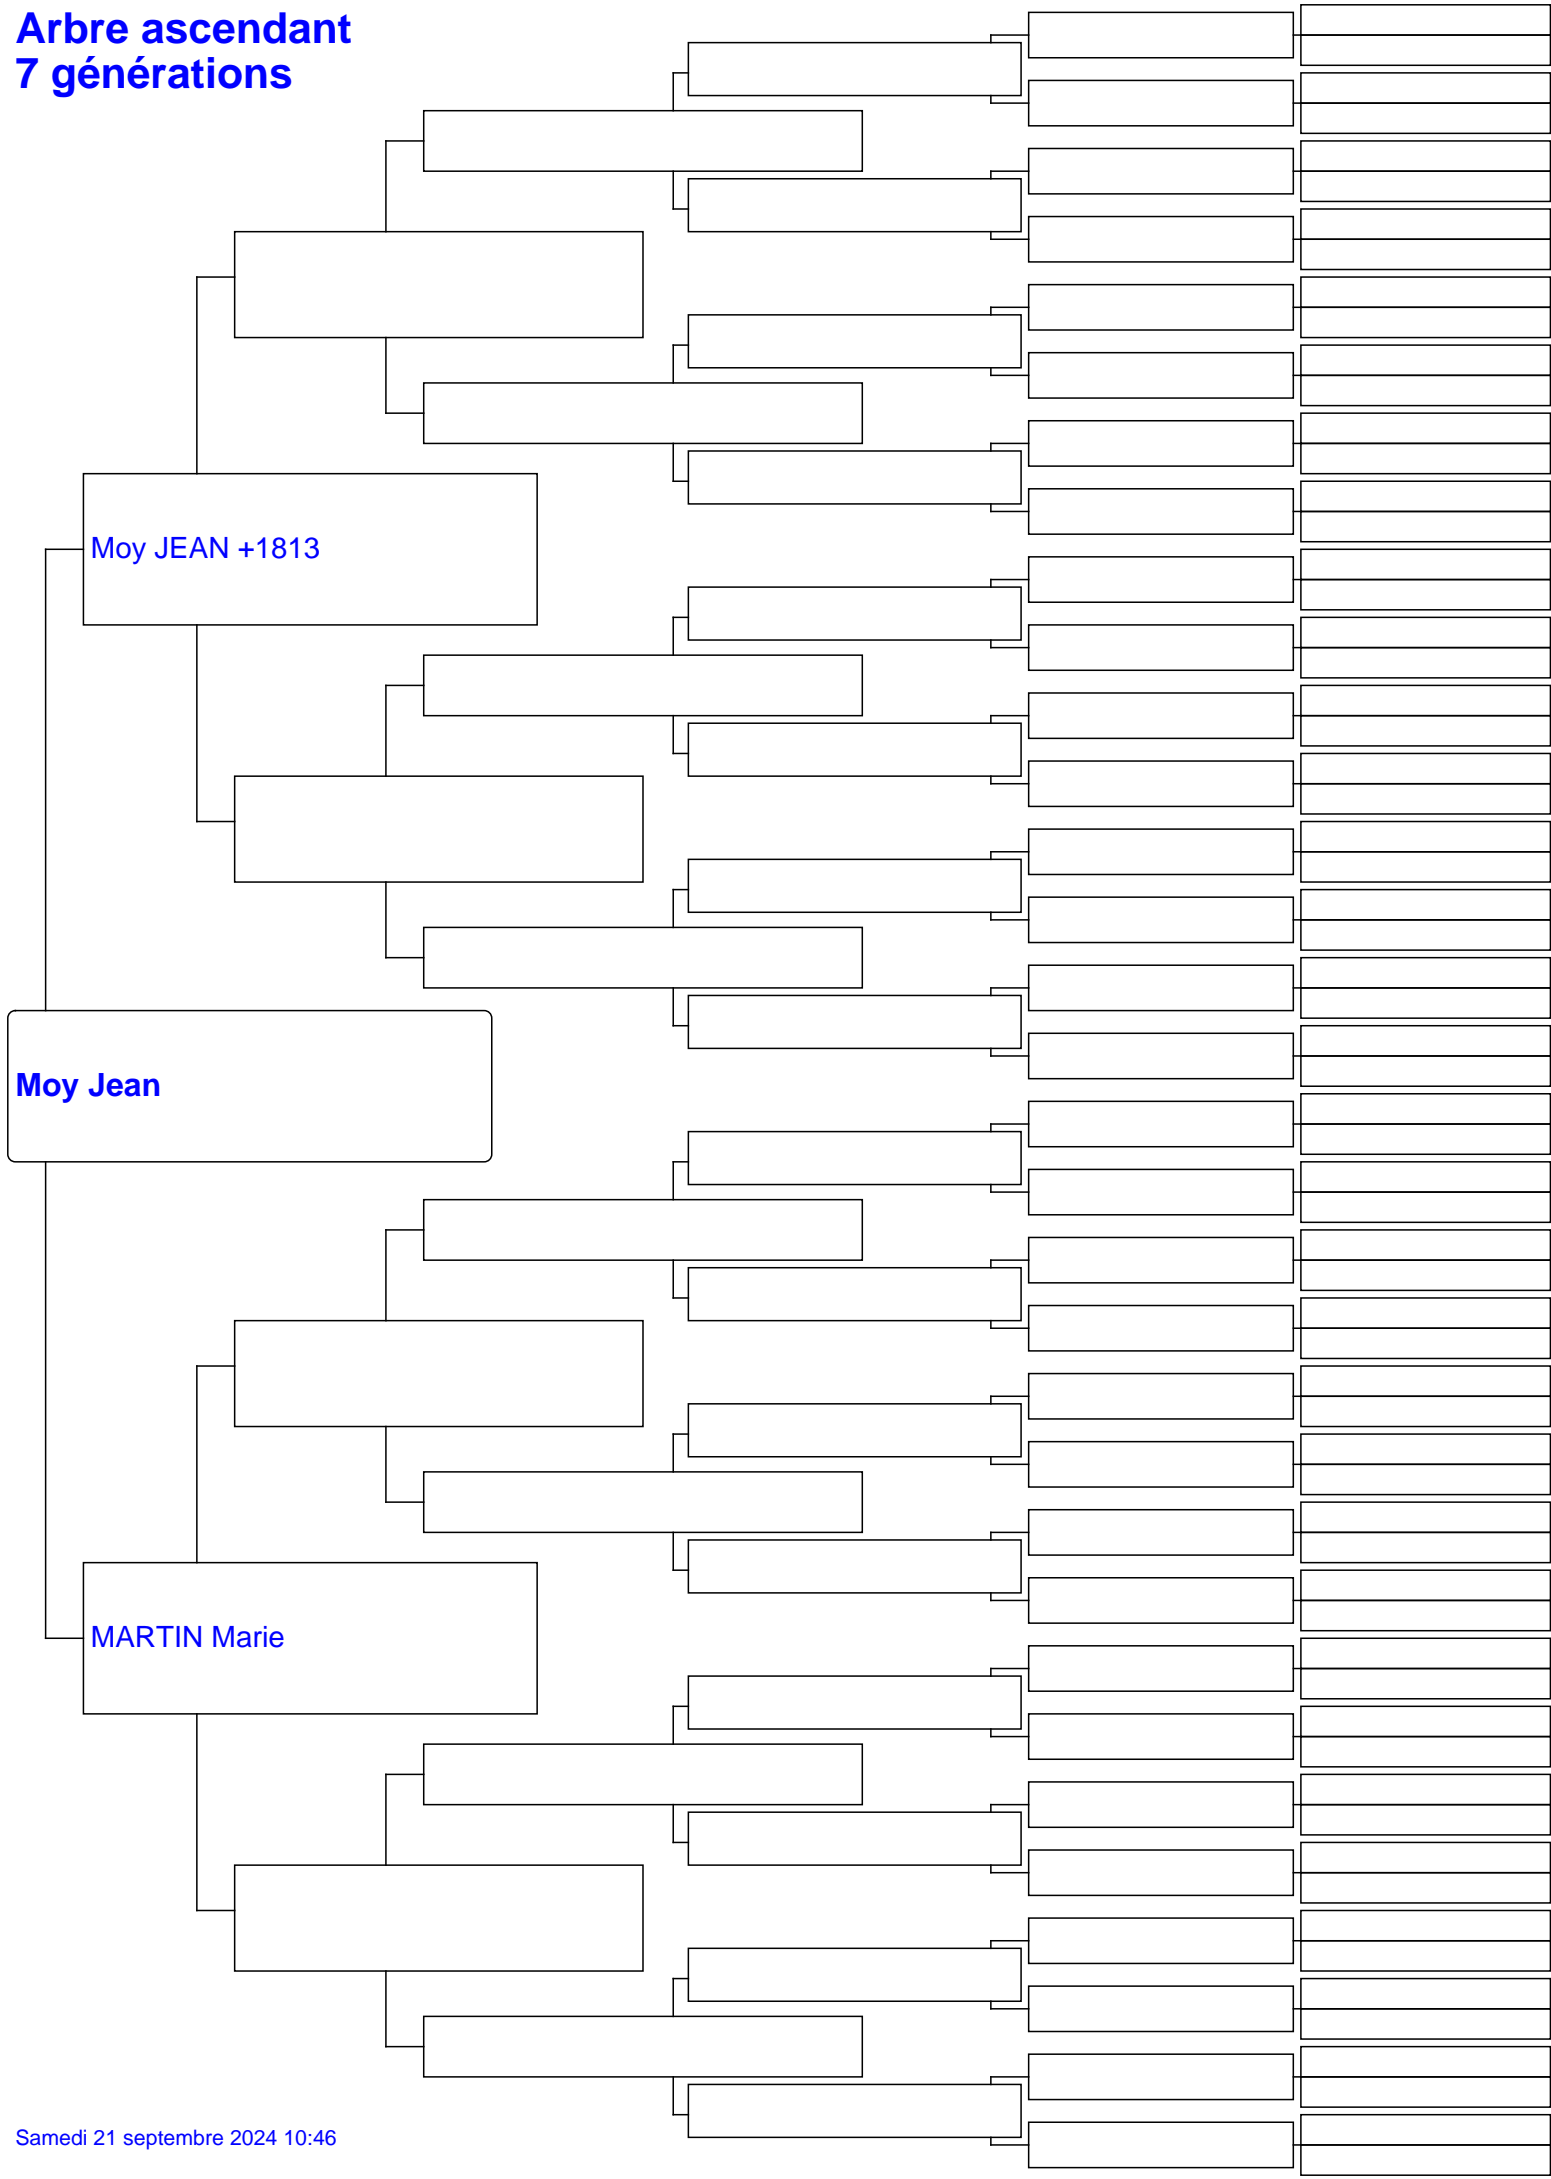 Arbre ascendant
7 générations
Moy JEAN +1813
Moy Jean
MARTIN Marie
Samedi 21 septembre 2024 10:46